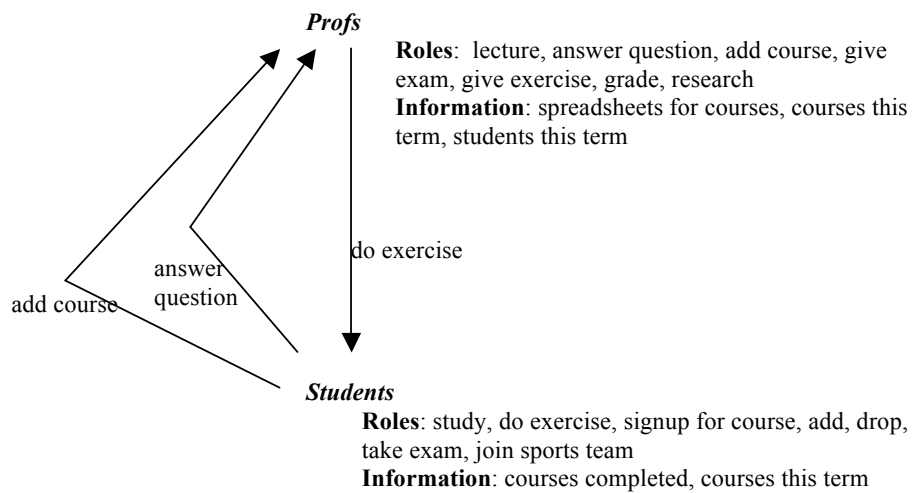 Profs
Roles: lecture, answer question, add course, give
exam, give exercise, grade, research
Information: spreadsheets for courses, courses this
term, students this term
do exercise
answer
question
add course
Students
Roles: study, do exercise, signup for course, add, drop,
take exam, join sports team
Information: courses completed, courses this term